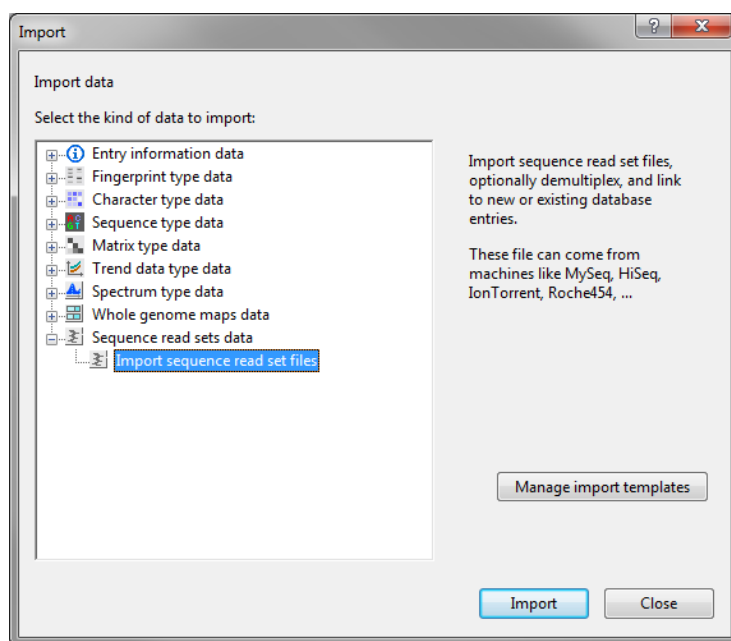 Import
Import data
Select the kind of data to import:
Entry information data
Fingerprint type data
Character type data
Sequence type data
Matrix type data
Trend data type data
Spectrum type data
Whole genome maps data
Sequence read sets data
Import sequence read set files
Import sequence read set files,
optionally demultiplex, and link
to new or existing database
entries.
These file can come from
machines like MySeq, HiSeq,
IonTorrent, Roche454, ...
Manage import templates
Import
Close